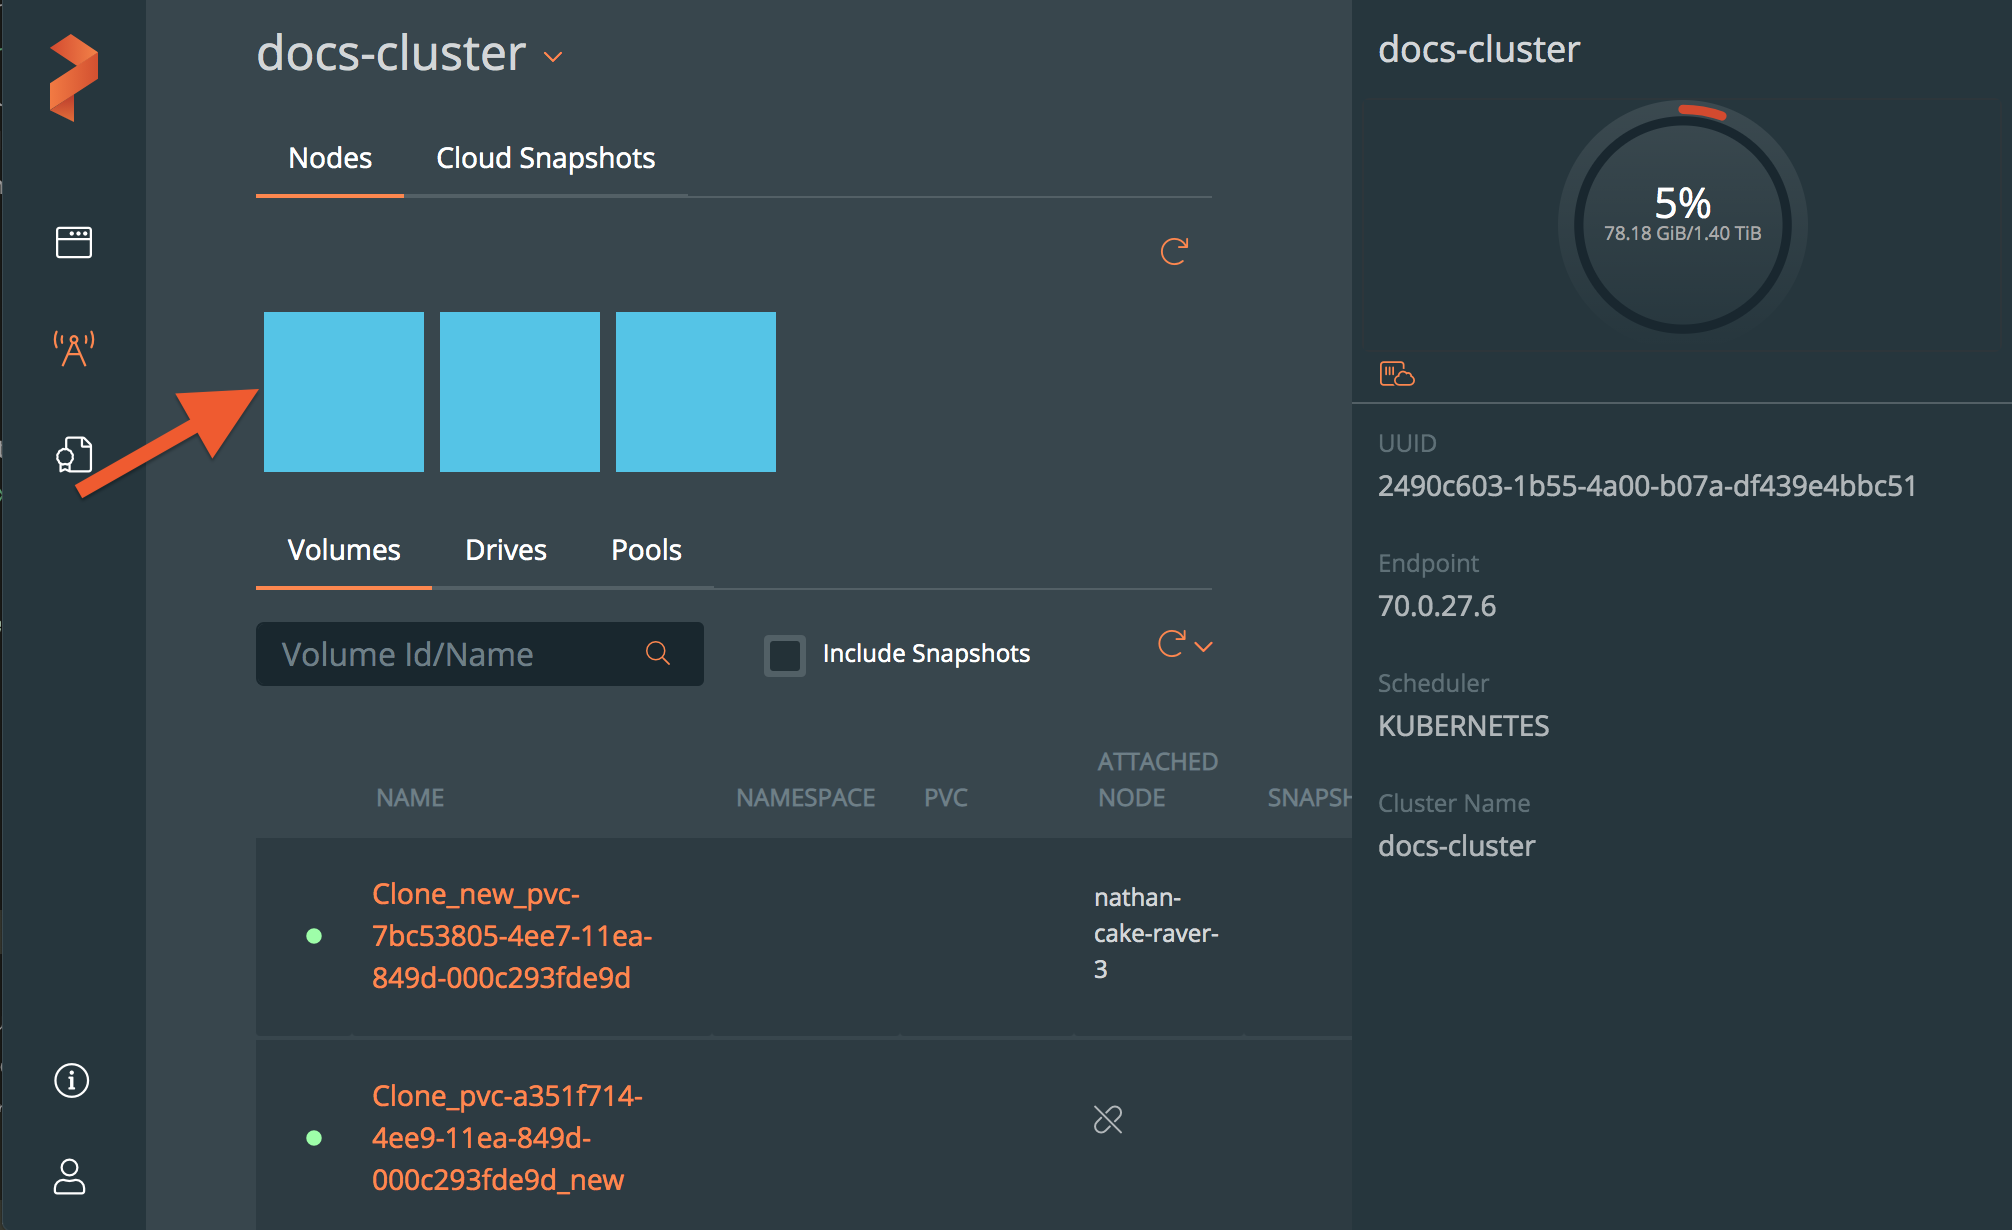 docs-cluster
Nodes
Cloud Snapshots
Volumes
Drives
Pools
Volume Id/Name
Include Snapshots
NAME
NAMESPACE
PVC
ATTACHED
NODE
SNAPSH
Clone_new_pvc-
7bc53805-4ee7-11ea-
849d-000c293fde9d
nathan-
cake-raver-
3
Clone_pvc-a351f714-
4ee9-11ea-849d-
000c293fde9d_new
docs-cluster
5%
78.18 GiB/1.40 TiB
UUID
2490c603-1b55-4a00-b07a-df439e4bbc51
Endpoint
70.0.27.6
Scheduler
KUBERNETES
Cluster Name
docs-cluster